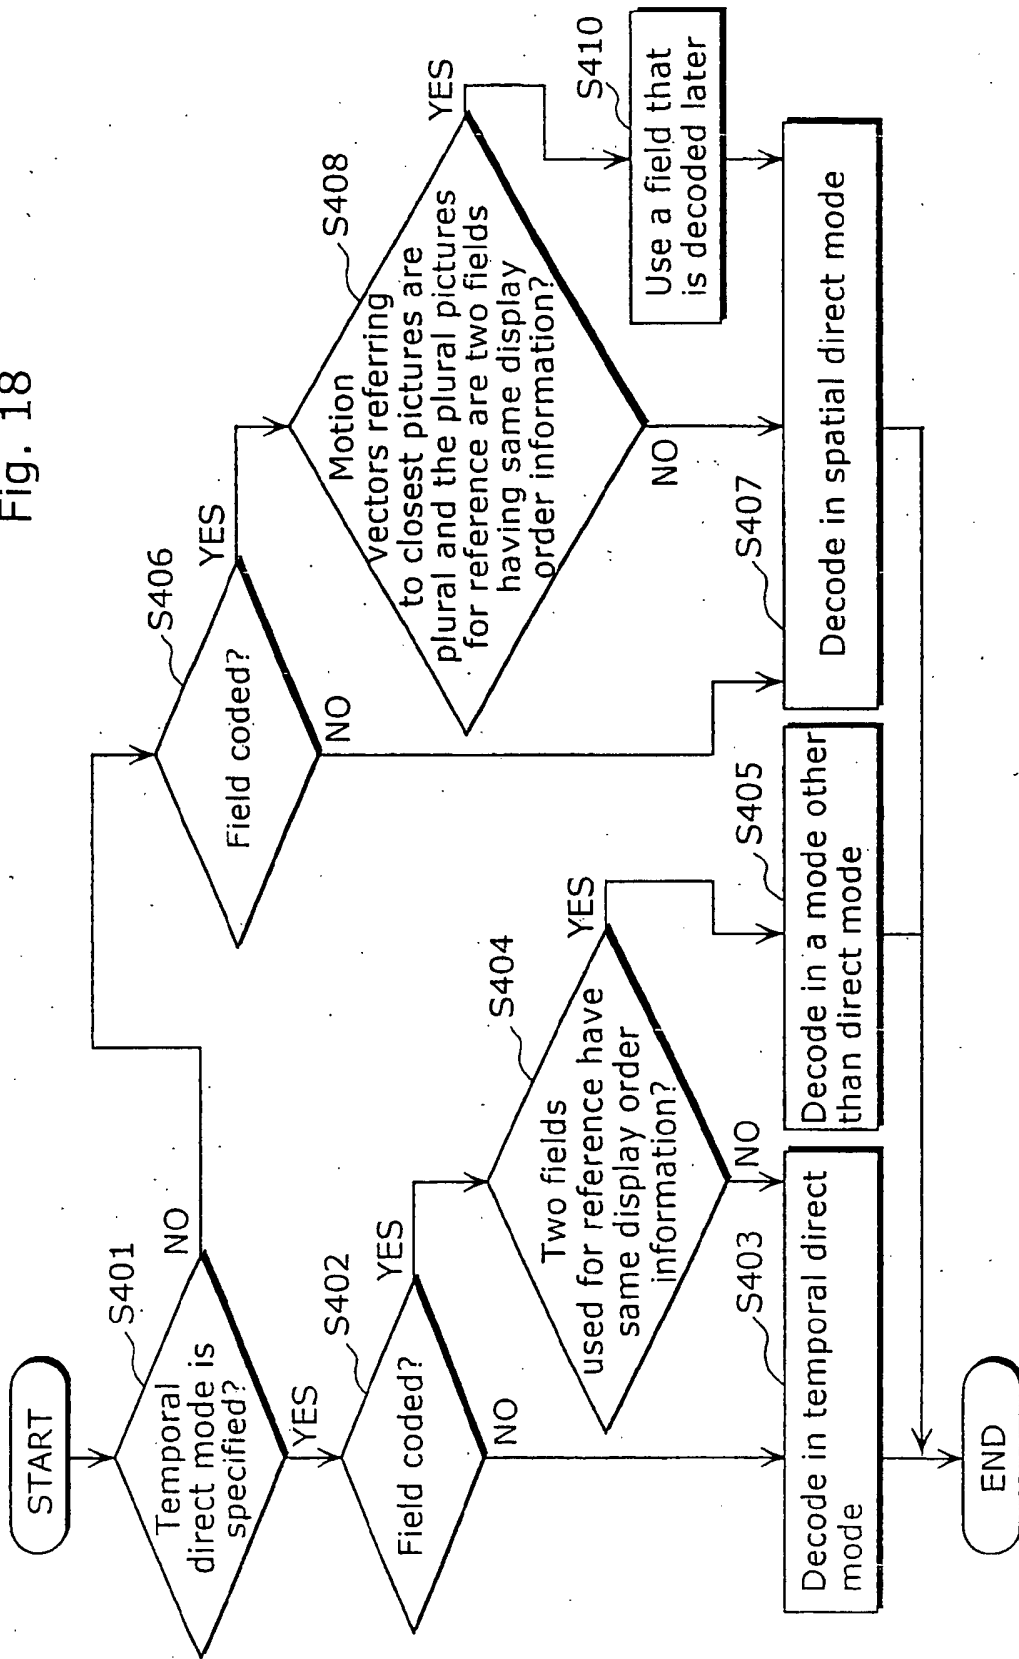 Fig. 18
START
S401
Temporal
direct mode is
specified?
NO
YES
S402
Field coded?
YES
NO
S404
Two fields
used for reference have
same display order
information?
YES
NO
S406
Field coded?
YES
NO
S408
Motion
vectors referring
to closest pictures are
plural and the plural pictures
for reference are two fields
having same display
order information?
YES
NO
S410
Use a field that
is decoded later
S403
Decode in temporal direct
mode
S405
Decode in a mode other
than direct mode
S407
Decode in spatial direct mode
END